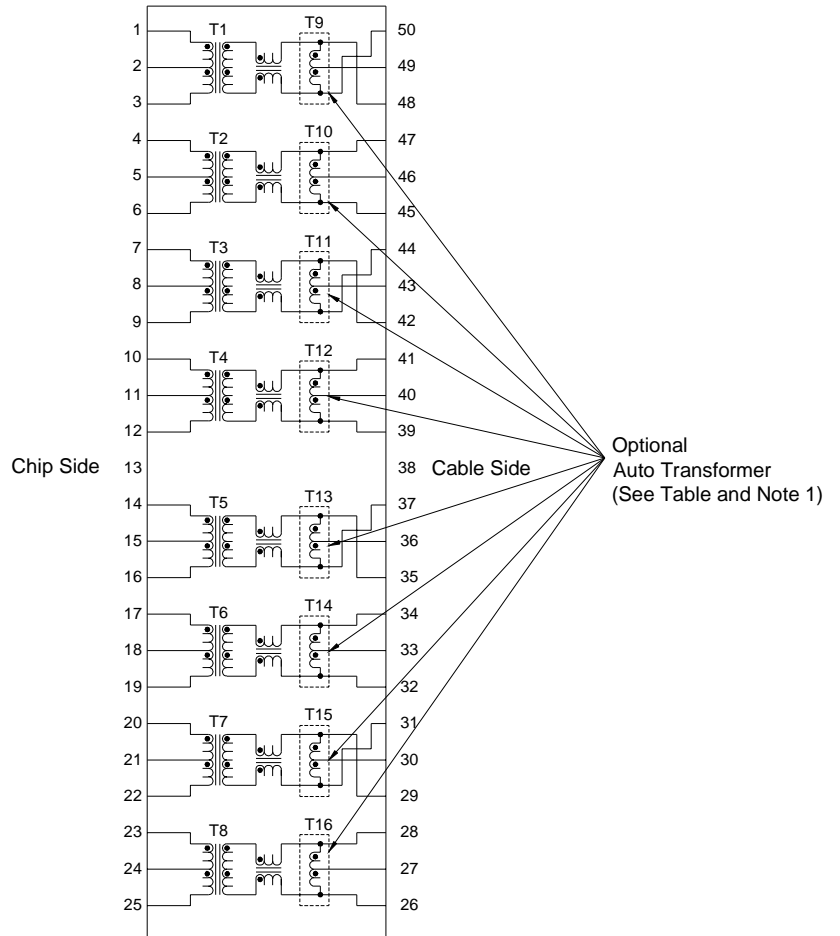 1 T1 T9 50
2 49
3 48
4 T2 T10 47
5 46
6 45
7 T3 T11 44
8 43
9 42
10 T4 T12 41
11 40
12 39
Chip Side 13 38 Cable Side
Optional
Auto Transformer
(See Table and Note 1)
14 T5 T13 37
15 36
16 35
17 T6 T14 34
18 33
19 32
20 T7 T15 31
21 30
22 29
23 T8 T16 28
24 27
25 26